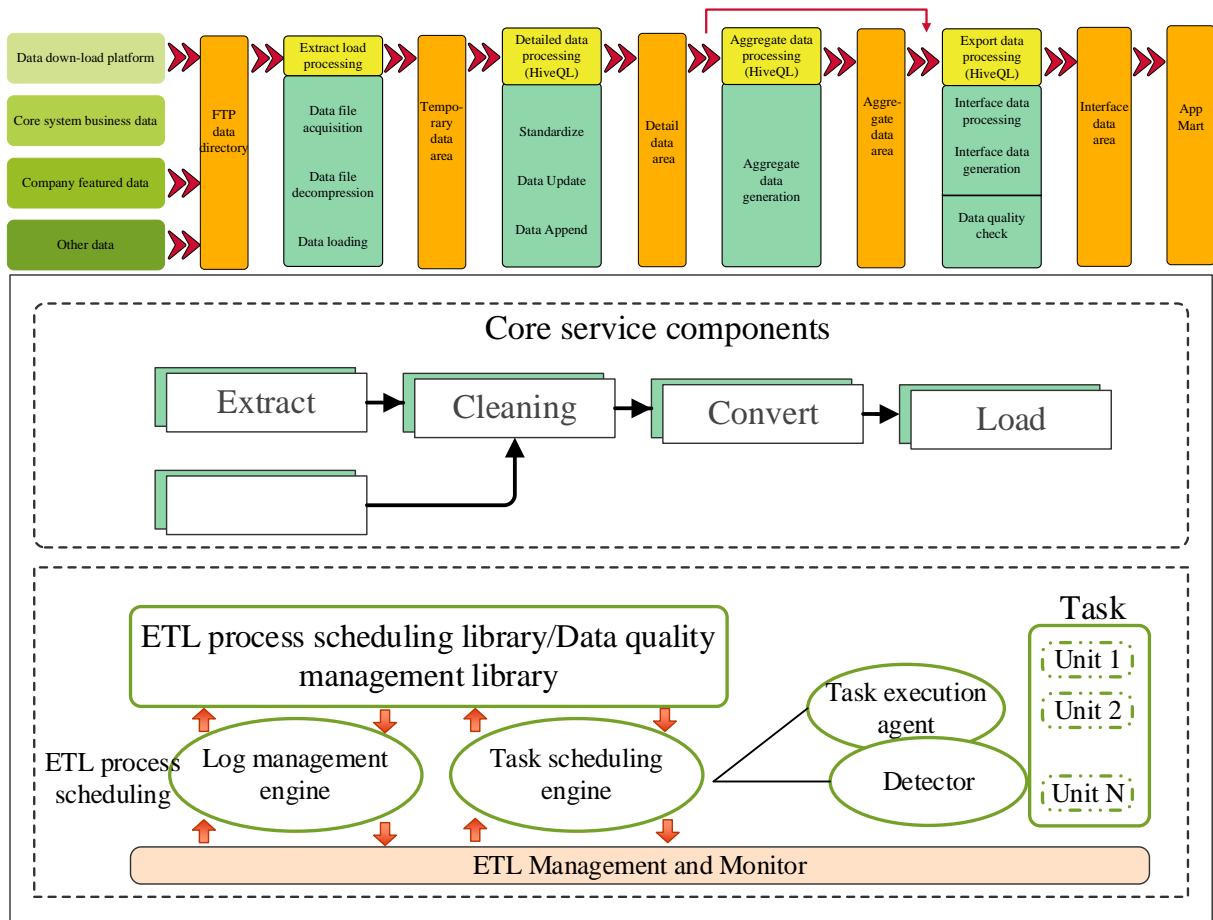 Data down-load platform
Core system business data
Company featured data
Other data
FTP
data
directory
Extract load
processing
Data file
acquisition
Data file
decompression
Data loading
Tempo-
rary
data
area
Detailed data
processing
(HiveQL)
Standardize
Data Update
Data Append
Detail
data
area
Aggregate data
processing
(HiveQL)
Aggregate
data
generation
Aggre-
gate
data
area
Export data
processing
(HiveQL)
Interface data
processing
Interface data
generation
Data quality
check
Interface
data
area
App
Mart
Core service components
Extract
Cleaning
Convert
Load
ETL process scheduling library/Data quality
management library
ETL process
scheduling
Log management
engine
Task scheduling
engine
Task execution
agent
Detector
Task
Unit 1
Unit 2
Unit N
ETL Management and Monitor